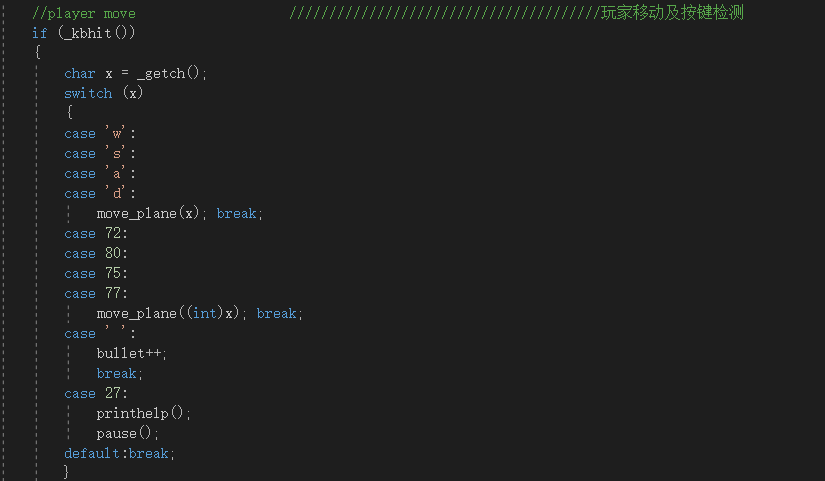 //player move                    ///////////////////////////////////////玩家移动及按键检测
if (_kbhit())
{
    char x = _getch();
    switch (x)
    {
    case 'w':
    case 's':
    case 'a':
    case 'd':
        move_plane(x); break;
    case 72:
    case 80:
    case 75:
    case 77:
        move_plane((int)x); break;
    case ' ':
        bullet++;
        break;
    case 27:
        printhelp();
        pause();
    default:break;
    }